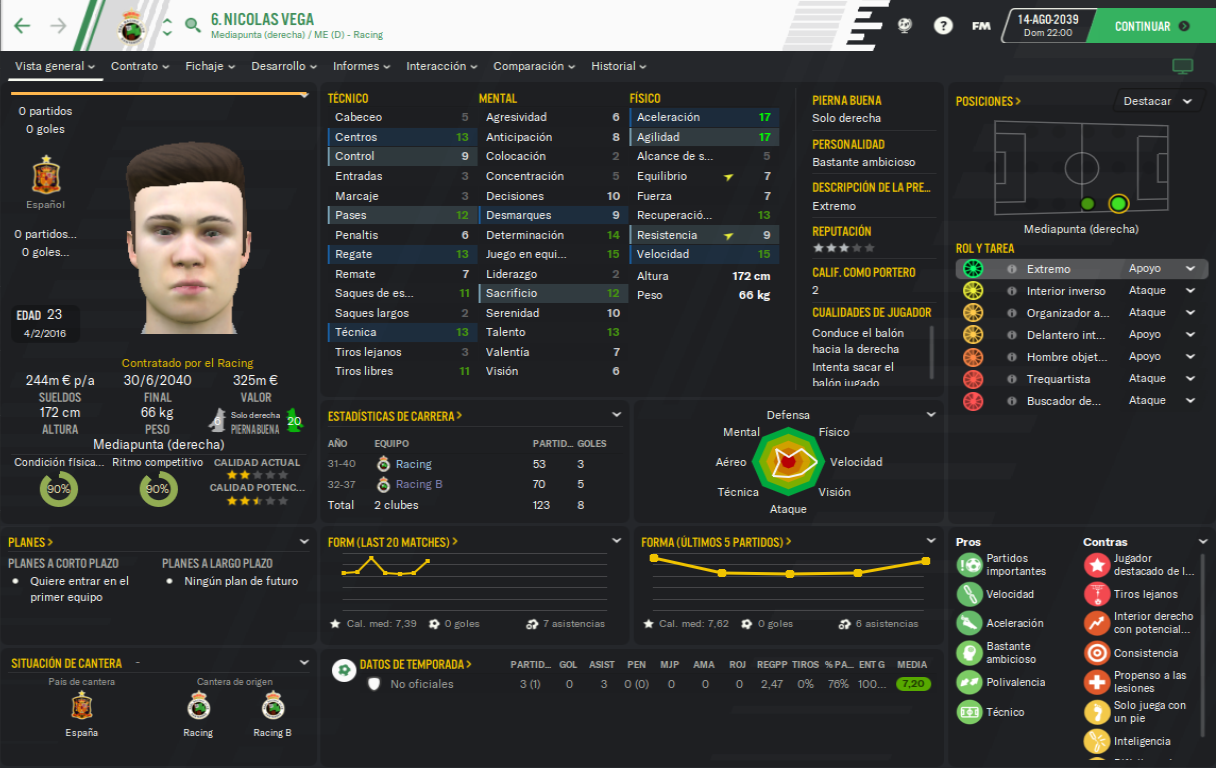 6. NICOLAS VEGA
Mediapunta (derecha) / ME (D) - Racing
?
FM
14-AGO-2039
Dom 22:00
CONTINUAR
Vista general
Contrato
Fichaje
Desarrollo
Informes
Interacción
Comparación
Historial
0 partidos
0 goles
Español
0 partidos...
0 goles...
EDAD 23
4/2/2016
Contratado por el Racing
244m € p/a 30/6/2040 325m €
SUELDOS FINAL VALOR
172 cm 66 kg 6 Solo derecha 20
ALTURA PESO PIERNA BUENA
Mediapunta (derecha)
Condición física... Ritmo competitivo CALIDAD ACTUAL
90% 90%
CALIDAD POTENC...
TÉCNICO
Cabeceo 5
Centros 13
Control 9
Entradas 3
Marcaje 3
Pases 12
Penaltis 6
Regate 13
Remate 7
Saques de es... 11
Saques largos 2
Técnica 13
Tiros lejanos 3
Tiros libres 11
MENTAL
Agresividad 6
Anticipación 8
Colocación 2
Concentración 5
Decisiones 10
Desmarques 9
Determinación 14
Juego en equi... 15
Liderazgo 2
Sacrificio 12
Serenidad 10
Talento 13
Valentía 7
Visión 6
FÍSICO
Aceleración 17
Agilidad 17
Alcance de s... 5
Equilibrio 7
Fuerza 7
Recuperació... 13
Resistencia 9
Velocidad 15
Altura 172 cm
Peso 66 kg
PIERNA BUENA
Solo derecha
PERSONALIDAD
Bastante ambicioso
DESCRIPCIÓN DE LA PRE...
Extremo
REPUTACIÓN
CALIF. COMO PORTERO
2
CUALIDADES DE JUGADOR
Conduce el balón
hacia la derecha
Intenta sacar el
balón jugado
POSICIONES >
Destacar
Mediapunta (derecha)
ROL Y TAREA
Extremo Apoyo
Interior inverso Ataque
Organizador a... Ataque
Delantero int... Apoyo
Hombre objet... Apoyo
Trequartista Ataque
Buscador de... Ataque
ESTADÍSTICAS DE CARRERA >
AÑO EQUIPO PARTID... GOLES
31-40 Racing 53 3
32-37 Racing B 70 5
Total 2 clubes 123 8
Defensa
Mental Físico
Aéreo Velocidad
Técnica Visión
Ataque
PLANES >
PLANES A CORTO PLAZO
Quiere entrar en el
primer equipo
PLANES A LARGO PLAZO
Ningún plan de futuro
FORM (LAST 20 MATCHES) >
Cal. med: 7,39 0 goles 7 asistencias
FORMA (ÚLTIMOS 5 PARTIDOS) >
Cal. med: 7,62 0 goles 6 asistencias
Pros
Partidos
importantes
Velocidad
Aceleración
Bastante
ambicioso
Polivalencia
Técnico
Contras
Jugador
destacado de l...
Tiros lejanos
Interior derecho
con potencial...
Consistencia
Propenso a las
lesiones
Solo juega con
un pie
Inteligencia
SITUACIÓN DE CANTERA -
País de cantera Cantera de origen
España Racing Racing B
DATOS DE TEMPORADA >
PARTID... GOL ASIST PEN MJP AMA ROJ REGPP TIROS % PA... ENT G MEDIA
No oficiales 3 (1) 0 3 0 (0) 0 0 0 2,47 0% 76% 100... 7,20